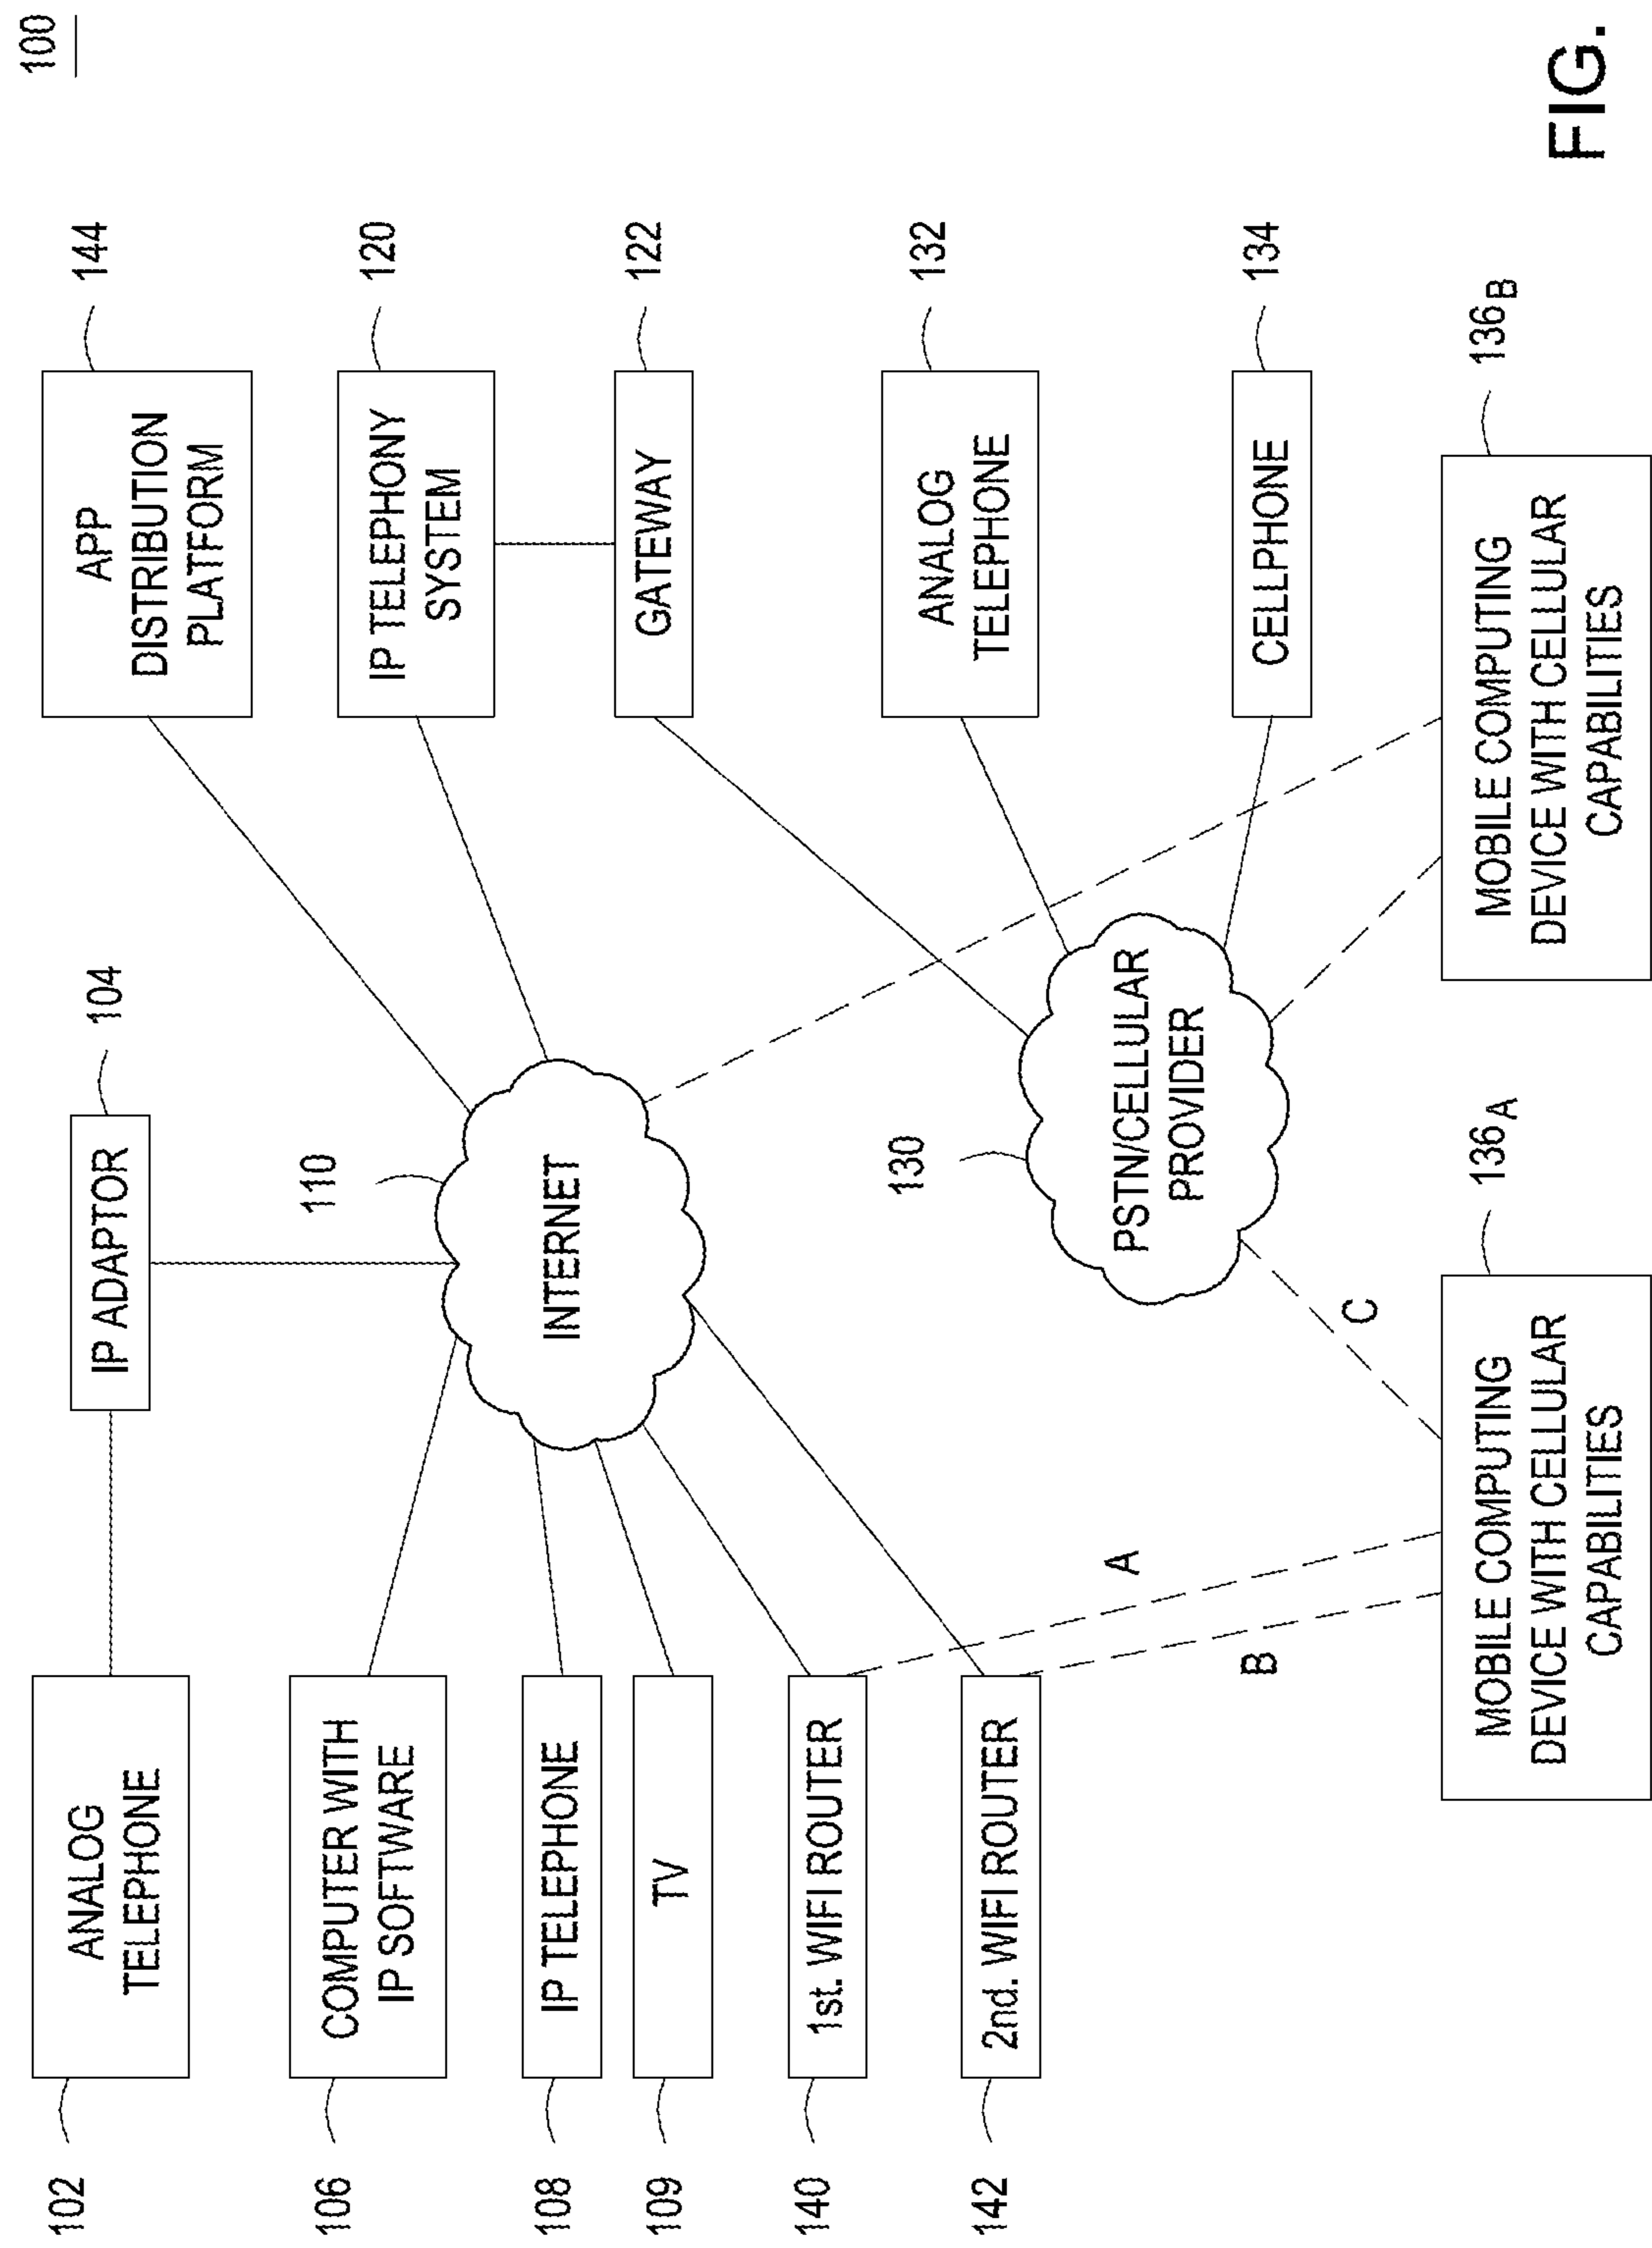 100
102
ANALOG
TELEPHONE
IP ADAPTOR
104
APP
DISTRIBUTION
PLATFORM
144
106
COMPUTER WITH
IP SOFTWARE
110
INTERNET
IP TELEPHONY
SYSTEM
120
108
IP TELEPHONE
109
TV
GATEWAY
122
140
1st. WIFI ROUTER
142
2nd. WIFI ROUTER
130
PSTN/CELLULAR
PROVIDER
ANALOG
TELEPHONE
132
A
B
C
CELLPHONE
134
MOBILE COMPUTING
DEVICE WITH CELLULAR
CAPABILITIES
136A
MOBILE COMPUTING
DEVICE WITH CELLULAR
CAPABILITIES
136B
FIG.